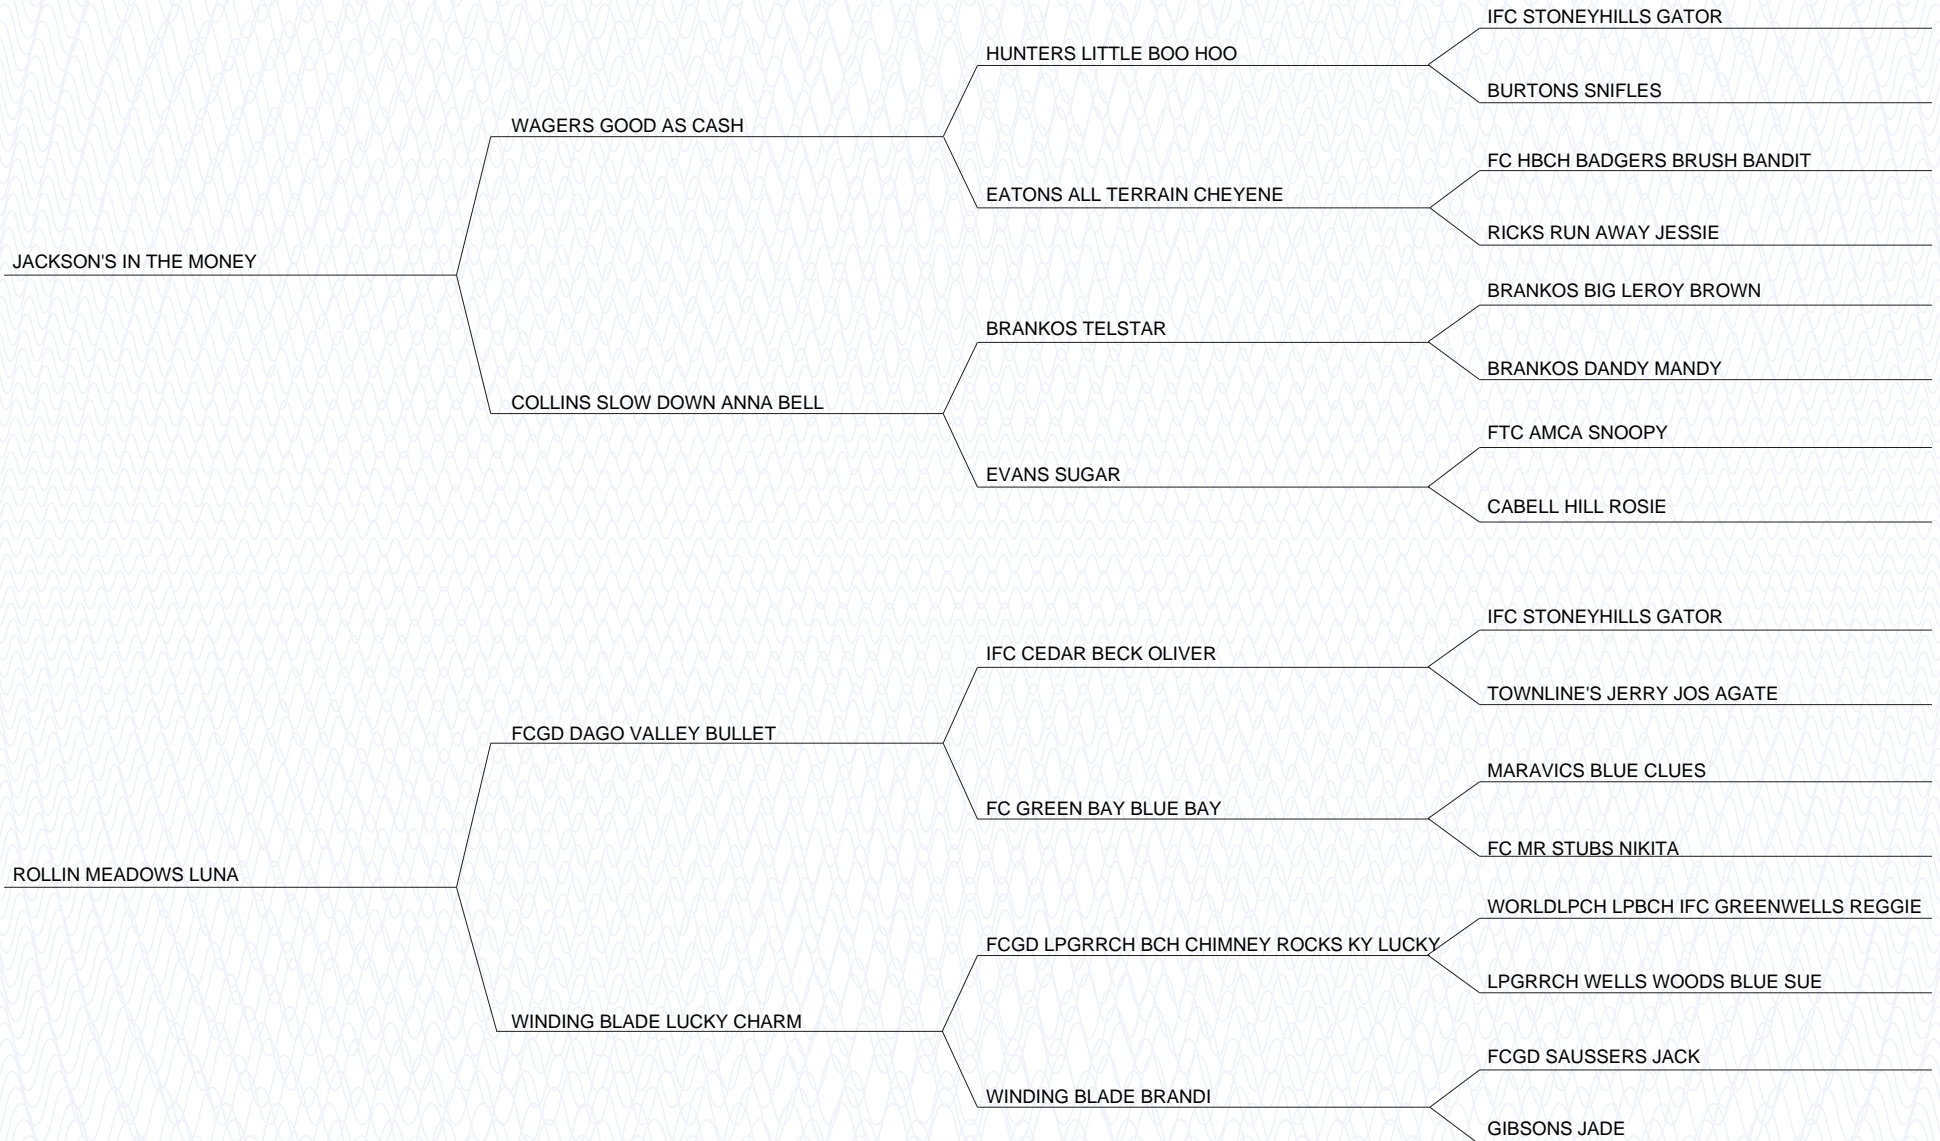 IFC STONEYHILLS GATOR
HUNTERS LITTLE BOO HOO
BURTONS SNIFLES
WAGERS GOOD AS CASH
FC HBCH BADGERS BRUSH BANDIT
EATONS ALL TERRAIN CHEYENE
RICKS RUN AWAY JESSIE
JACKSON'S IN THE MONEY
BRANKOS BIG LEROY BROWN
BRANKOS TELSTAR
BRANKOS DANDY MANDY
COLLINS SLOW DOWN ANNA BELL
FTC AMCA SNOOPY
EVANS SUGAR
CABELL HILL ROSIE
IFC STONEYHILLS GATOR
IFC CEDAR BECK OLIVER
TOWNLINE'S JERRY JOS AGATE
FCGD DAGO VALLEY BULLET
MARAVICS BLUE CLUES
FC GREEN BAY BLUE BAY
FC MR STUBS NIKITA
ROLLIN MEADOWS LUNA
WORLDLPCH LPBCH IFC GREENWELLS REGGIE
FCGD LPGRRCH BCH CHIMNEY ROCKS KY LUCKY
LPGRRCH WELLS WOODS BLUE SUE
WINDING BLADE LUCKY CHARM
FCGD SAUSSERS JACK
WINDING BLADE BRANDI
GIBSONS JADE